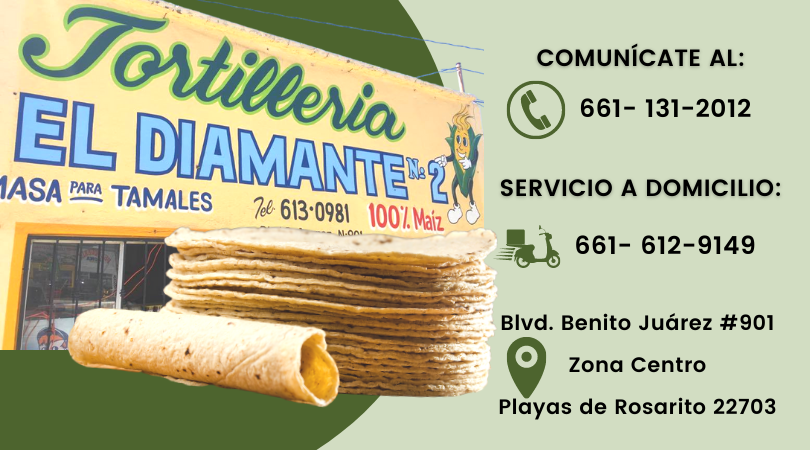 Tortilleria
EL DIAMANTE Nº 2
MASA PARA TAMALES
Tel. 613·0981 100% Maíz
COMUNÍCATE AL:
661- 131-2012
SERVICIO A DOMICILIO:
661- 612-9149
Blvd. Benito Juárez #901
Zona Centro
Playas de Rosarito 22703